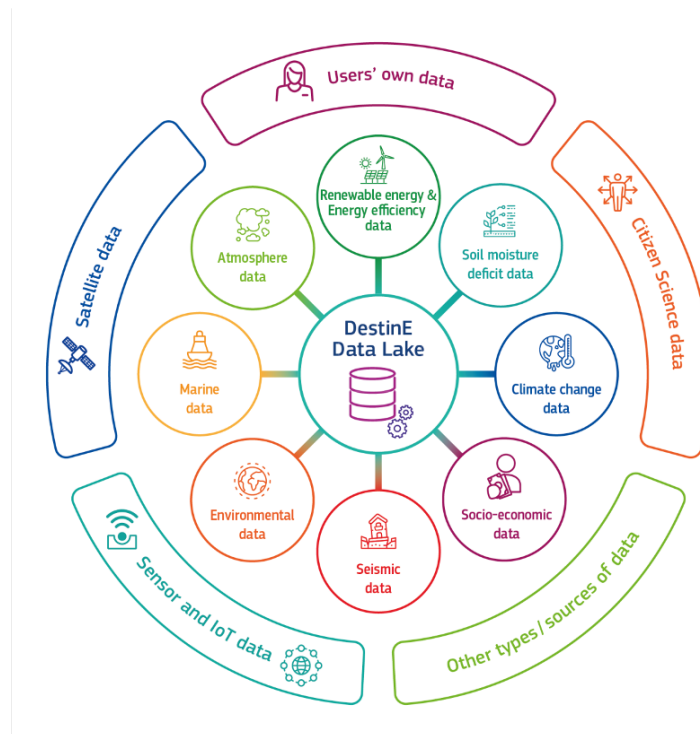 Users' own data
Citizen Science data
Satellite data
Renewable energy &
Energy efficiency
data
Atmosphere
data
Soil moisture
deficit data
DestinE
Data Lake
Marine
data
Climate change
data
Environmental
data
Socio-economic
data
Seismic
data
Sensor and IoT data
Other types/sources of data